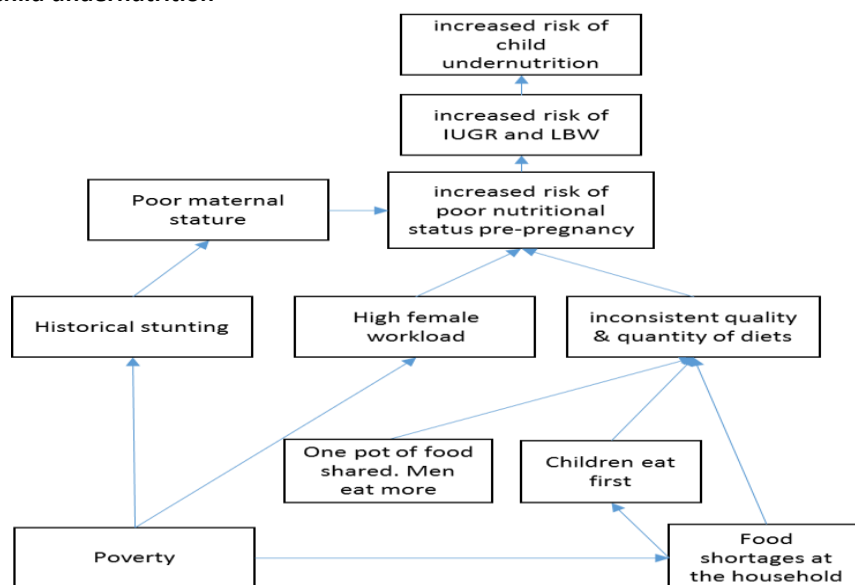 child undernutrition
increased risk of
child
undernutrition
increased risk of
IUGR and LBW
increased risk of
poor nutritional
status pre-pregnancy
Poor maternal
stature
Historical stunting
High female
workload
inconsistent quality
& quantity of diets
One pot of food
shared. Men
eat more
Children eat
first
Poverty
Food
shortages at
the household